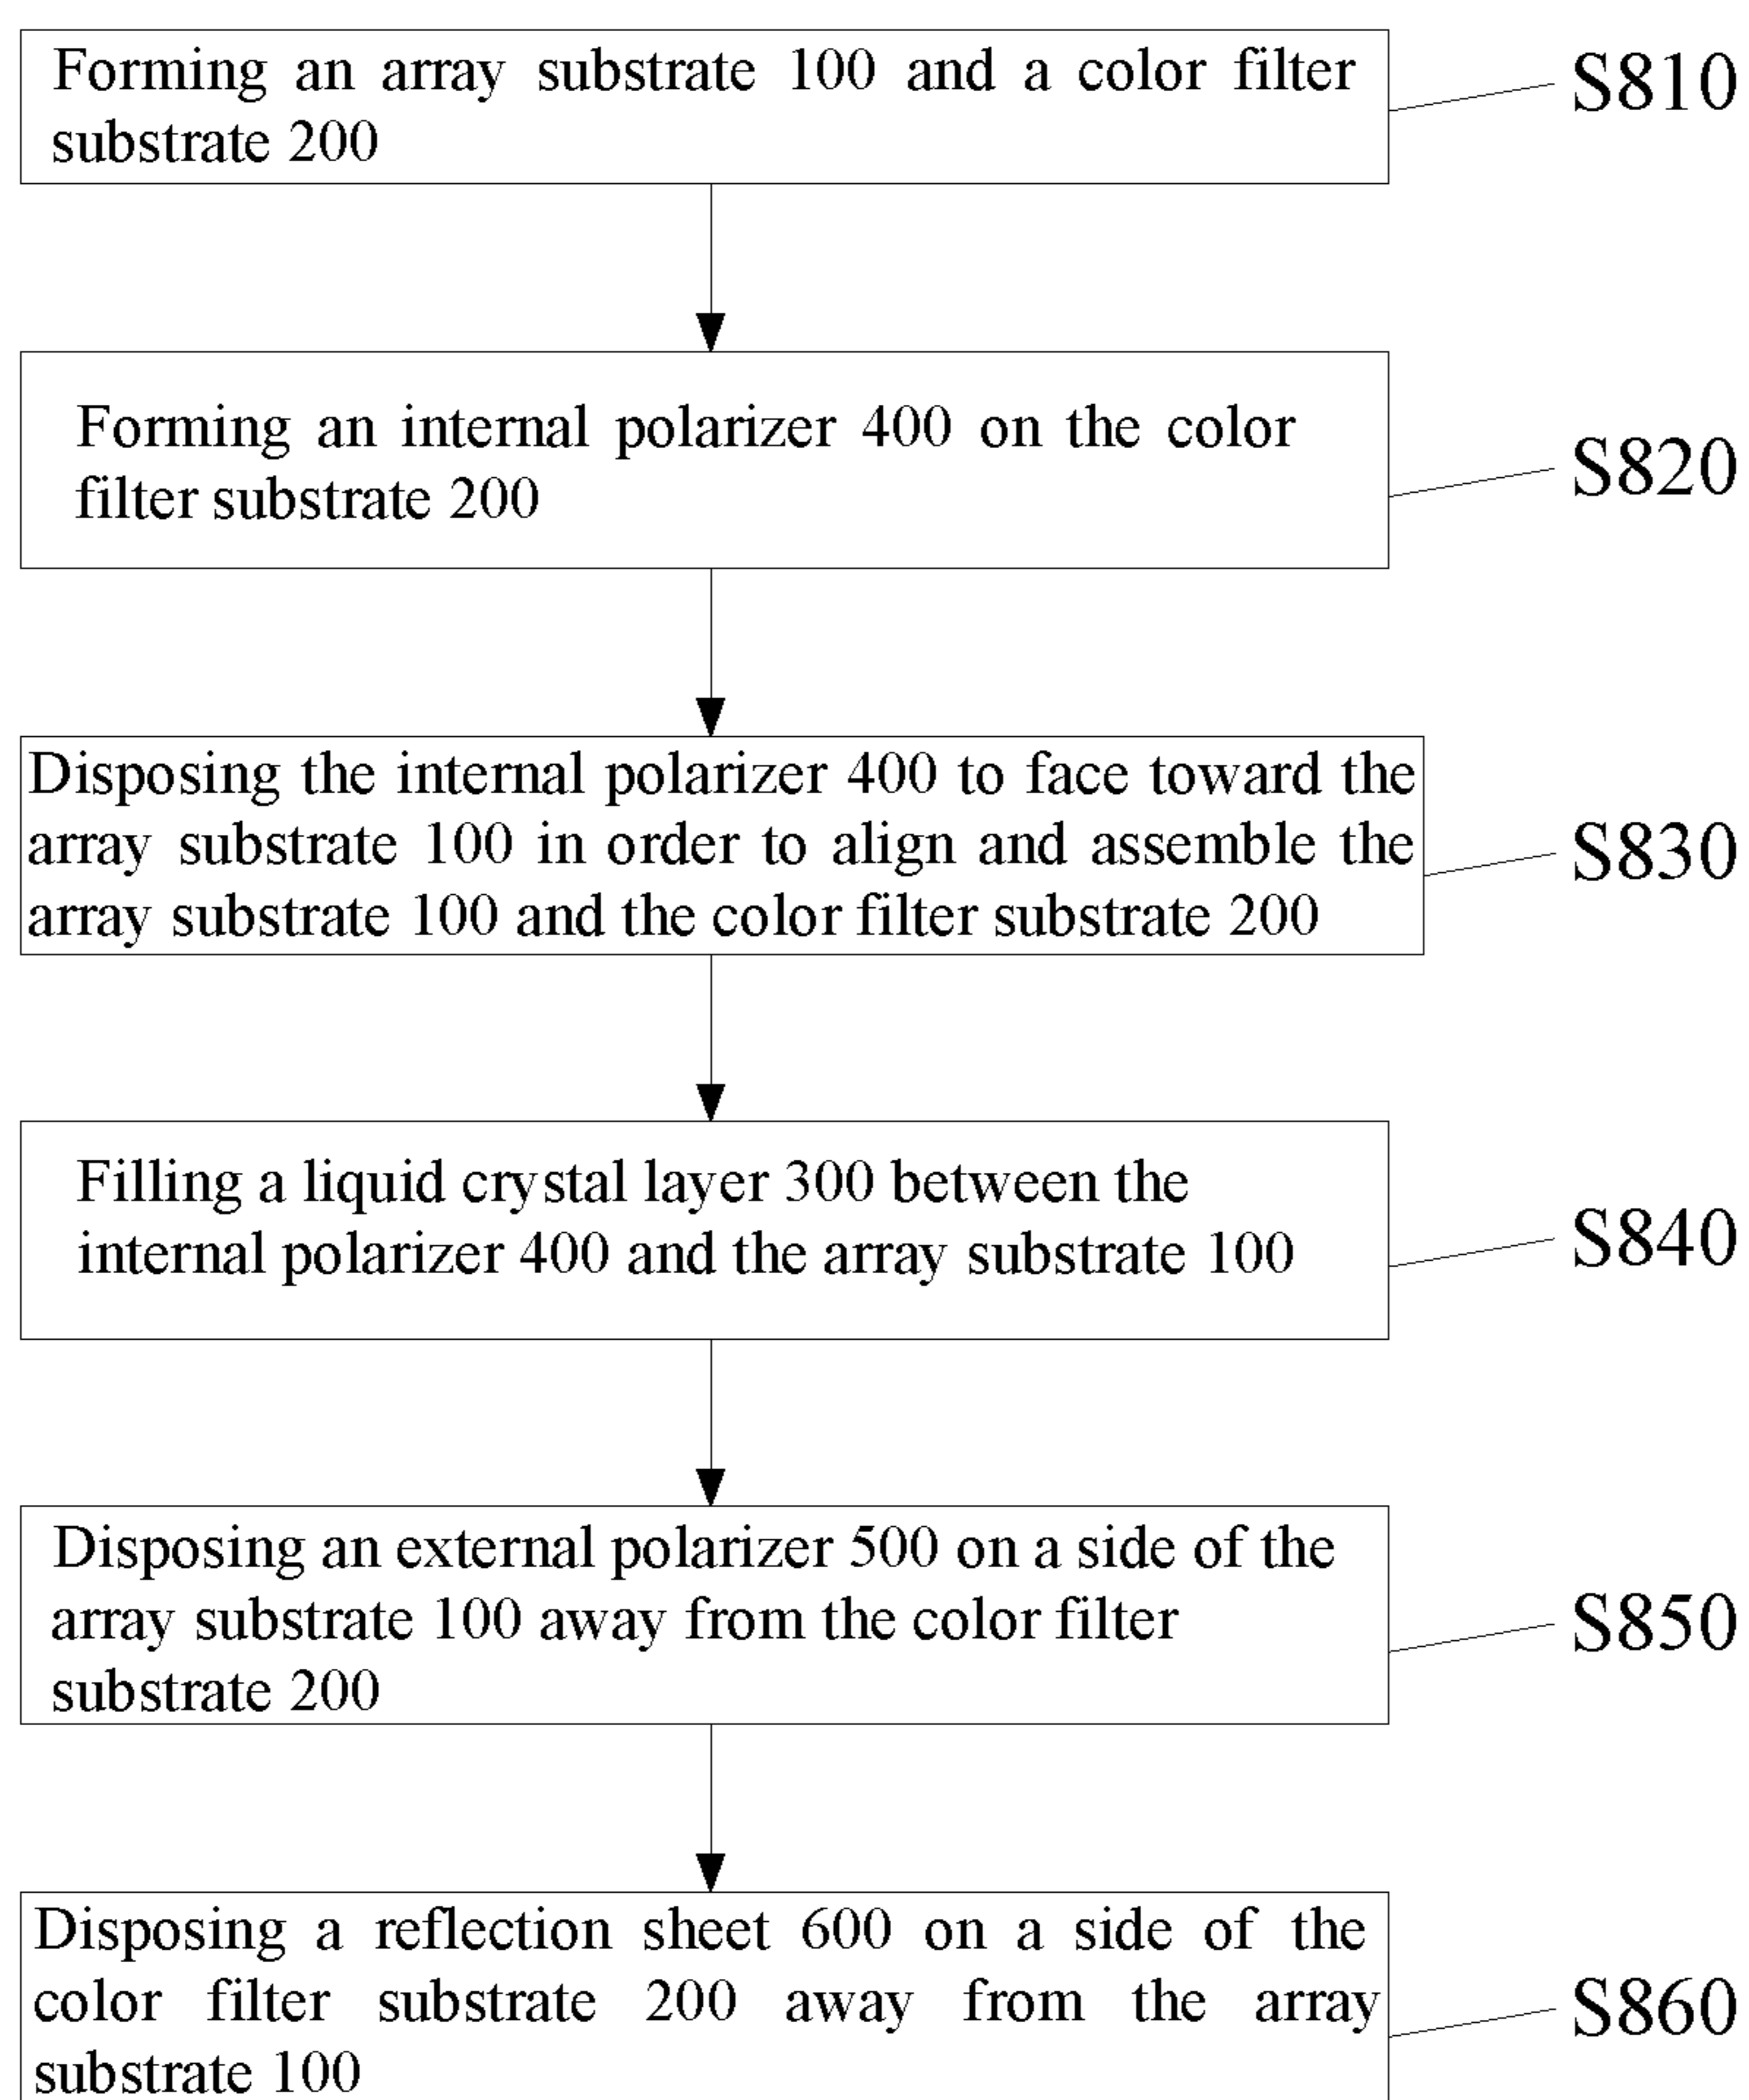 Forming an array substrate 100 and a color filter
substrate 200
S810
Forming an internal polarizer 400 on the color
filter substrate 200
S820
Disposing the internal polarizer 400 to face toward the
array substrate 100 in order to align and assemble the
array substrate 100 and the color filter substrate 200
S830
Filling a liquid crystal layer 300 between the
internal polarizer 400 and the array substrate 100
S840
Disposing an external polarizer 500 on a side of the
array substrate 100 away from the color filter
substrate 200
S850
Disposing a reflection sheet 600 on a side of the
color filter substrate 200 away from the array
substrate 100
S860